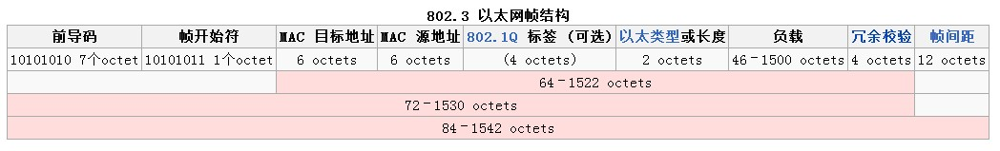 802.3 以太网帧结构
前导码 帧开始符 MAC 目标地址 MAC 源地址 802.1Q 标签 (可选) 以太类型或长度 负载 冗余校验 帧间距
10101010 7个octet 10101011 1个octet 6 octets 6 octets (4 octets) 2 octets 46–1500 octets 4 octets 12 octets
64–1522 octets
72–1530 octets
84–1542 octets